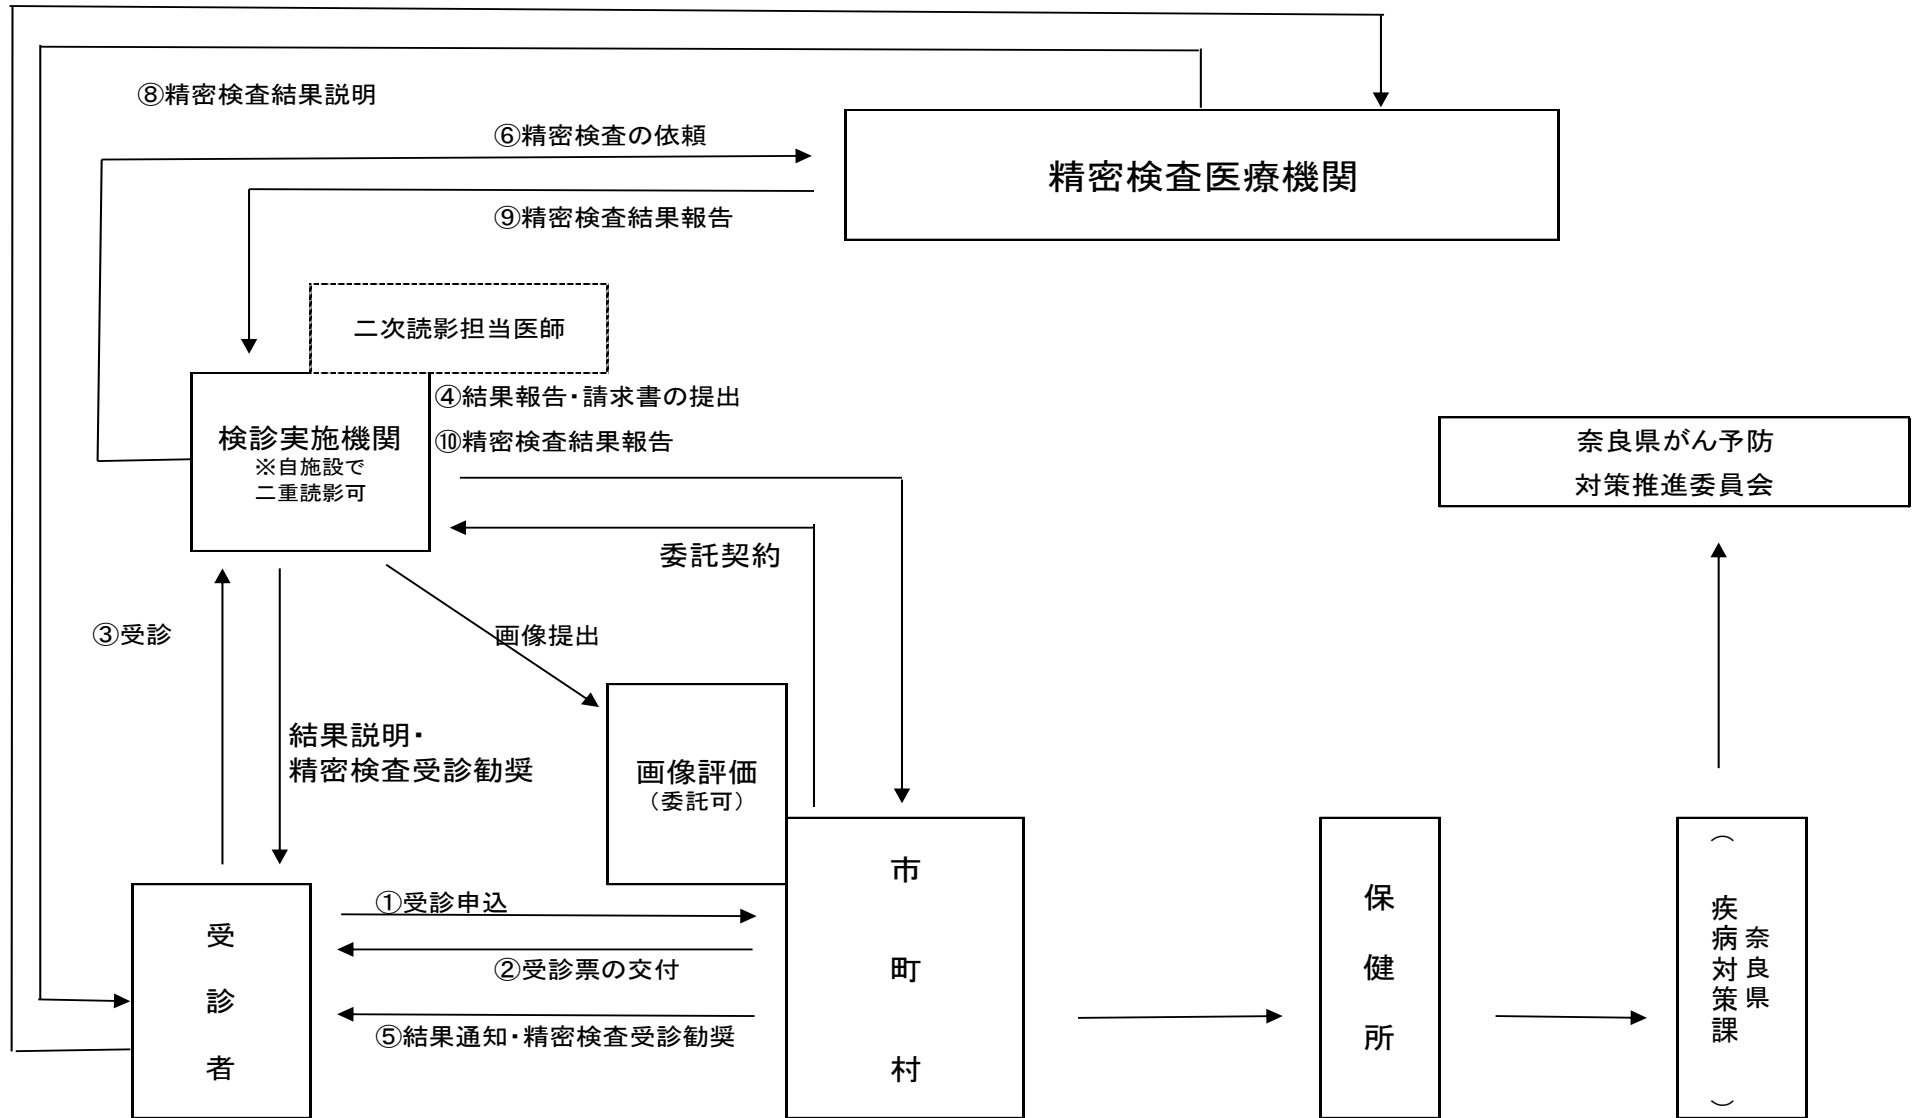 ⑧精密検査結果説明
⑥精密検査の依頼
精密検査医療機関
⑨精密検査結果報告
二次読影担当医師
④結果報告・請求書の提出
⑩精密検査結果報告
検診実施機関
※自施設で
二重読影可
奈良県がん予防
対策推進委員会
委託契約
③受診
画像提出
結果説明・
精密検査受診勧奨
画像評価
（委託可）
市町村
保健所
奈良県
（疾病対策課）
受診者
①受診申込
②受診票の交付
⑤結果通知・精密検査受診勧奨